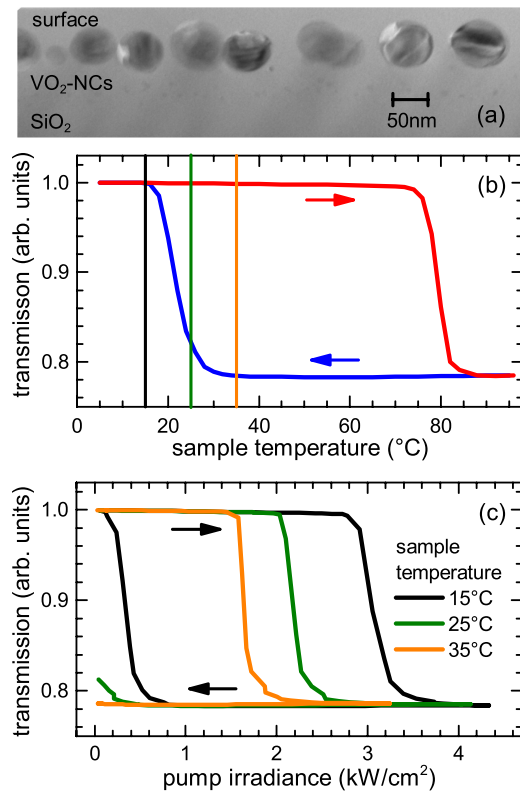 surface
VO₂-NCs
SiO₂
50nm
(a)
transmisson (arb. units)
1.0
0.9
0.8
(b)
0 20 40 60 80
sample temperature (°C)
transmission (arb. units)
1.0
0.9
0.8
0.7
(c)
sample
temperature
15°C
25°C
35°C
0 1 2 3 4
pump irradiance (kW/cm²)